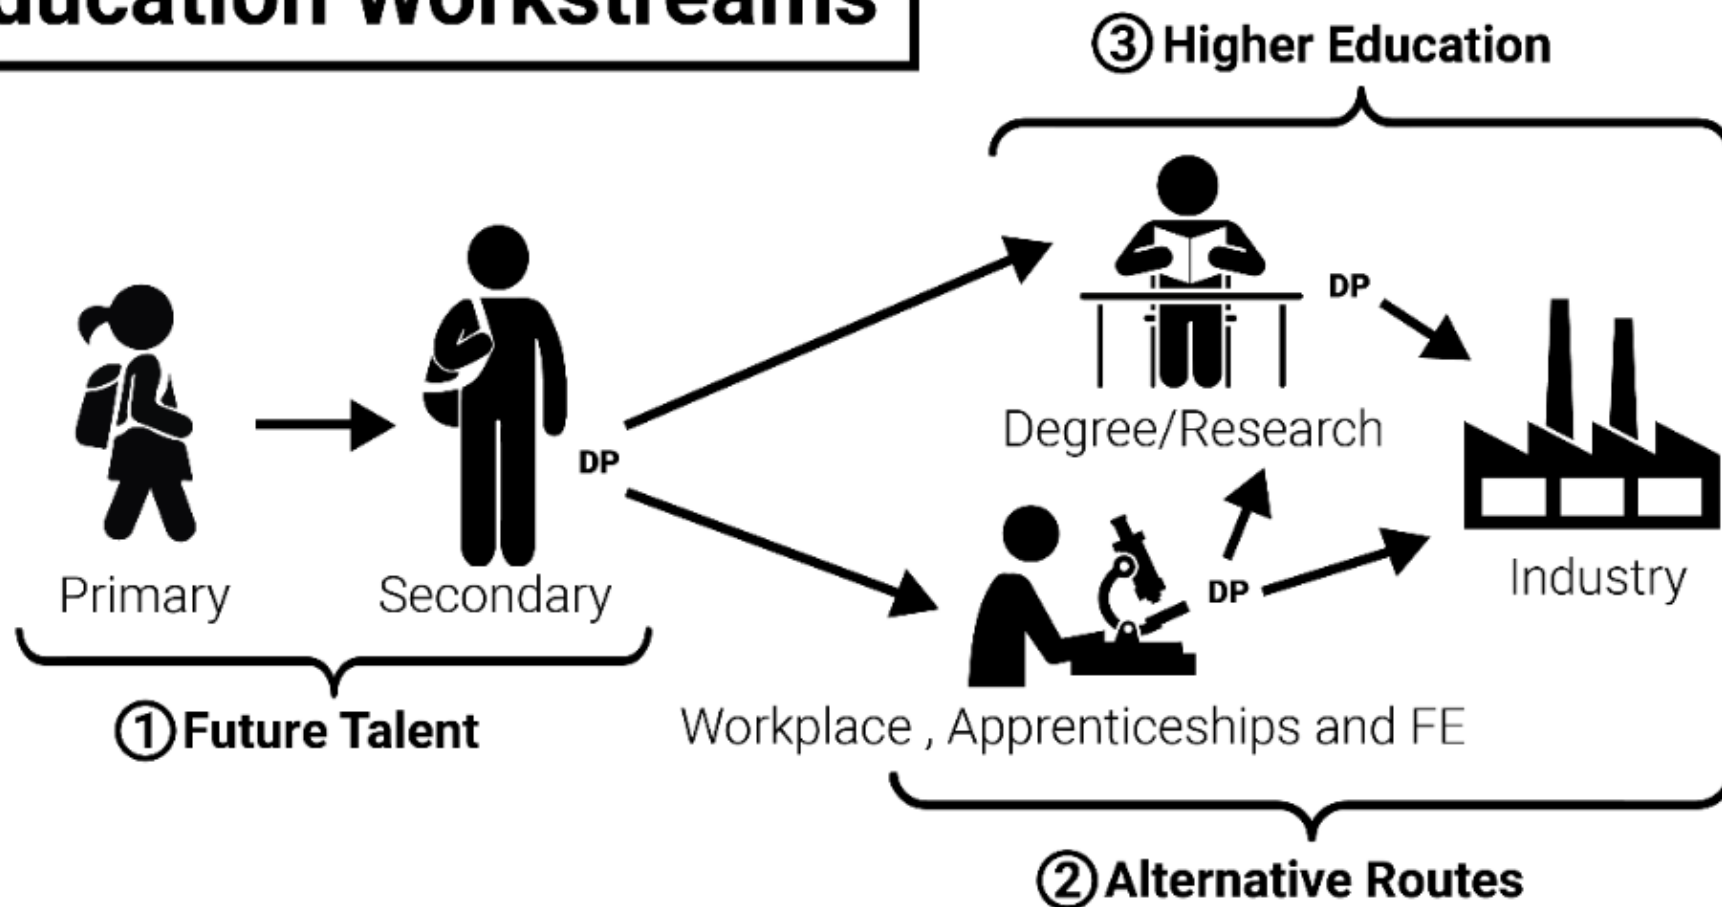 Workstreams
③ Higher Education
DP
Degree/Research
DP
Primary
Secondary
DP
Industry
① Future Talent
Workplace , Apprenticeships and FE
② Alternative Routes